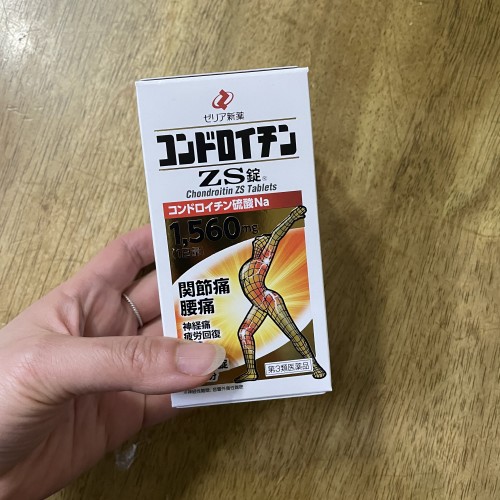 ゼリア新薬
コンドロイチン
ZS錠®
Chondroitin ZS Tablets
コンドロイチン硫酸Na
1,560mg
関節痛
腰痛
神経痛
疲労回復
錠
第3類医薬品